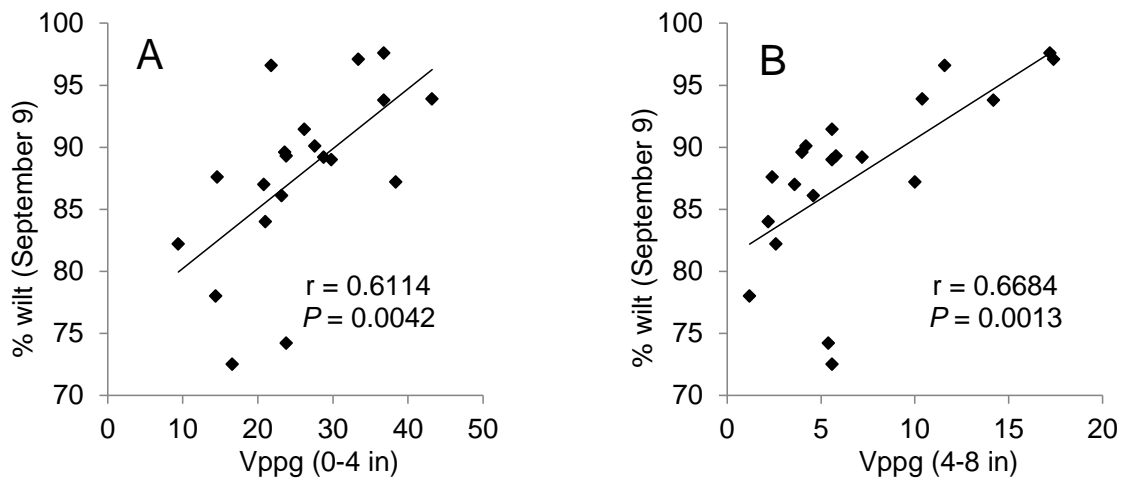 A
% wilt (September 9)
100
95
90
85
80
75
70
r = 0.6114
P = 0.0042
0 10 20 30 40 50
Vppg (0-4 in)
B
% wilt (September 9)
100
95
90
85
80
75
70
r = 0.6684
P = 0.0013
0 5 10 15 20
Vppg (4-8 in)